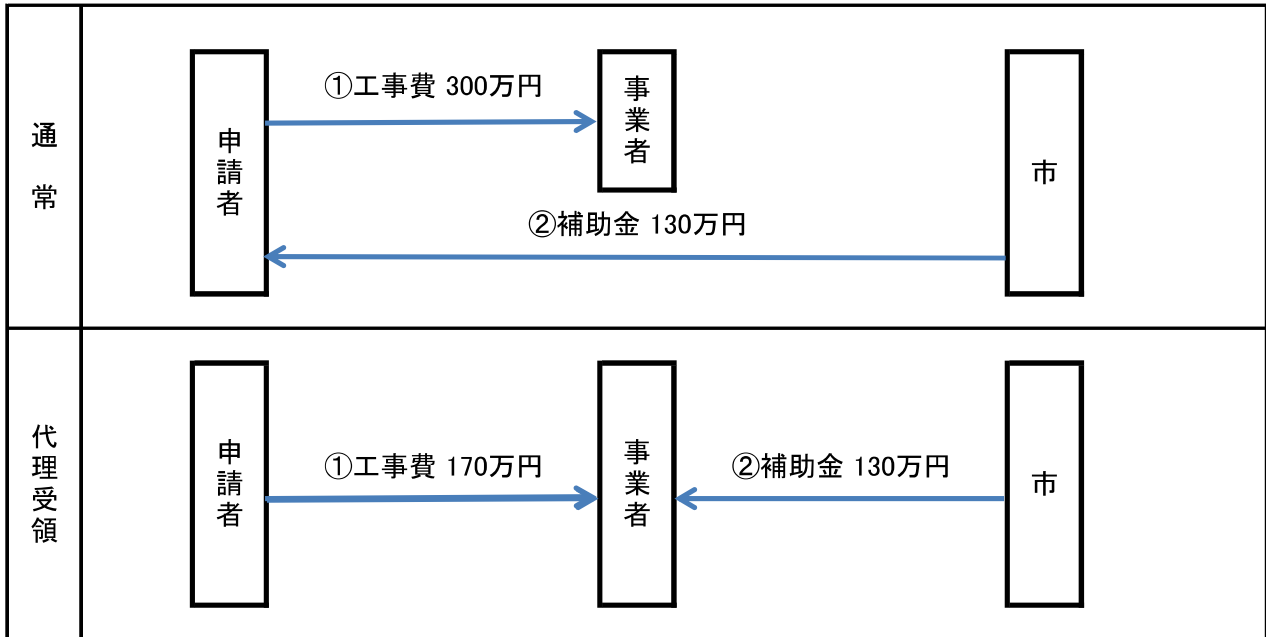 通常
申請者
①工事費 300万円
事業者
②補助金 130万円
市
代理受領
申請者
①工事費 170万円
事業者
②補助金 130万円
市